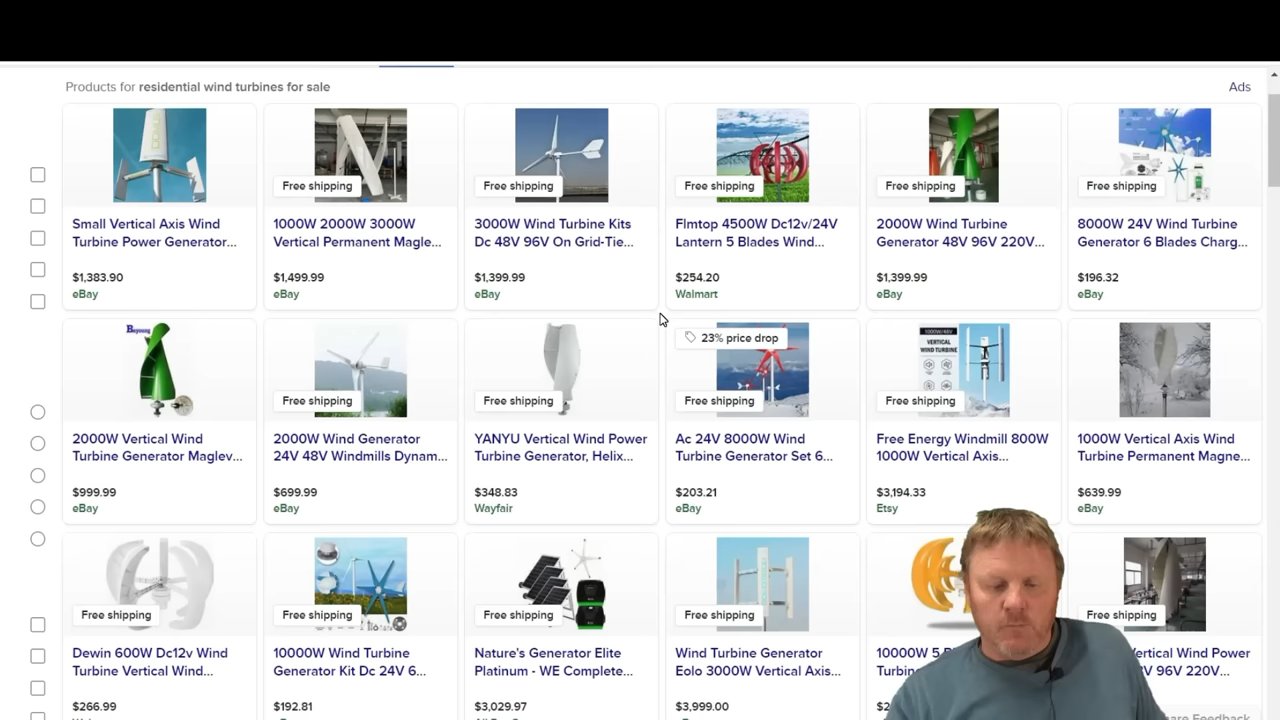 Products for residential wind turbines for sale
Ads
Free shipping
Free shipping
Free shipping
Free shipping
Free shipping
Small Vertical Axis Wind
Turbine Power Generator...
$1,383.90
eBay
1000W 2000W 3000W
Vertical Permanent Magle...
$1,499.99
eBay
3000W Wind Turbine Kits
Dc 48V 96V On Grid-Tie...
$1,399.99
eBay
Flmtop 4500W Dc12v/24V
Lantern 5 Blades Wind...
$254.20
Walmart
2000W Wind Turbine
Generator 48V 96V 220V...
$1,399.99
eBay
8000W 24V Wind Turbine
Generator 6 Blades Charg...
$196.32
eBay
2000W Vertical Wind
Turbine Generator Maglev...
$999.99
eBay
Free shipping
2000W Wind Generator
24V 48V Windmills Dynam...
$699.99
eBay
Free shipping
YANYU Vertical Wind Power
Turbine Generator, Helix...
$348.83
Wayfair
23% price drop
Free shipping
Ac 24V 8000W Wind
Turbine Generator Set 6...
$203.21
eBay
1000W/48V
VERTICAL
WIND TURBINE
Free shipping
Free Energy Windmill 800W
1000W Vertical Axis...
$3,194.33
Etsy
1000W Vertical Axis Wind
Turbine Permanent Magne...
$639.99
eBay
Free shipping
Dewin 600W Dc12v Wind
Turbine Vertical Wind...
$266.99
Free shipping
10000W Wind Turbine
Generator Kit Dc 24V 6...
$192.81
Free shipping
Nature's Generator Elite
Platinum - WE Complete...
$3,029.97
Free shipping
Wind Turbine Generator
Eolo 3000W Vertical Axis...
$3,999.00
10000W 5
Free shipping
Vertical Wind Power
96V 220V...
Feedback